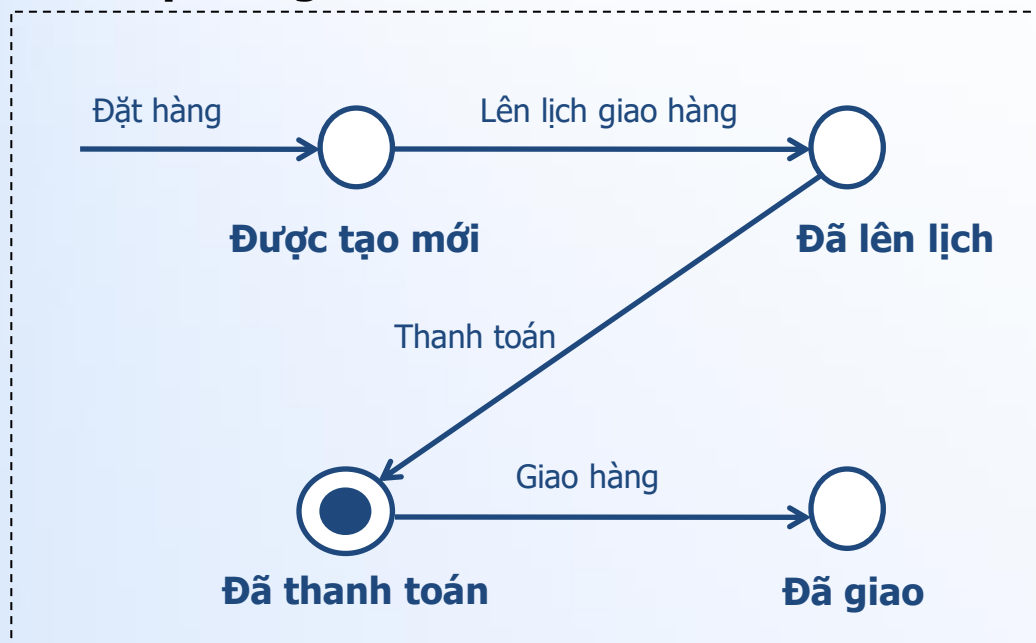 Đặt hàng
Lên lịch giao hàng
Được tạo mới
Đã lên lịch
Thanh toán
Giao hàng
Đã thanh toán
Đã giao